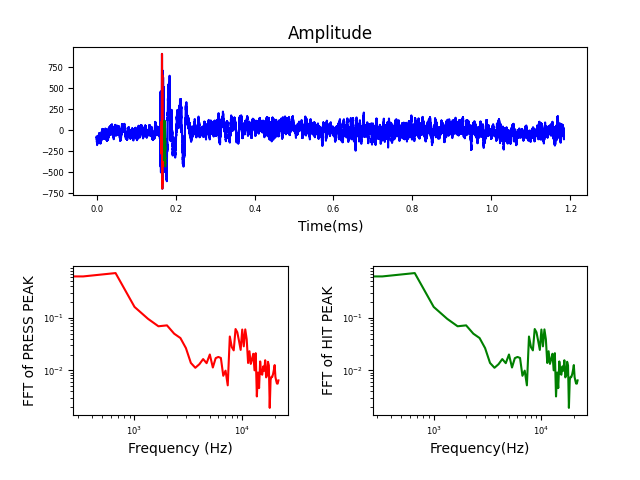 Amplitude
750
500
250
0
−250
−500
−750
0.0 0.2 0.4 0.6 0.8 1.0 1.2
Time(ms)
FFT of PRESS PEAK
10⁻¹
10⁻²
10³ 10⁴
Frequency (Hz)
FFT of HIT PEAK
10⁻¹
10⁻²
10³ 10⁴
Frequency(Hz)